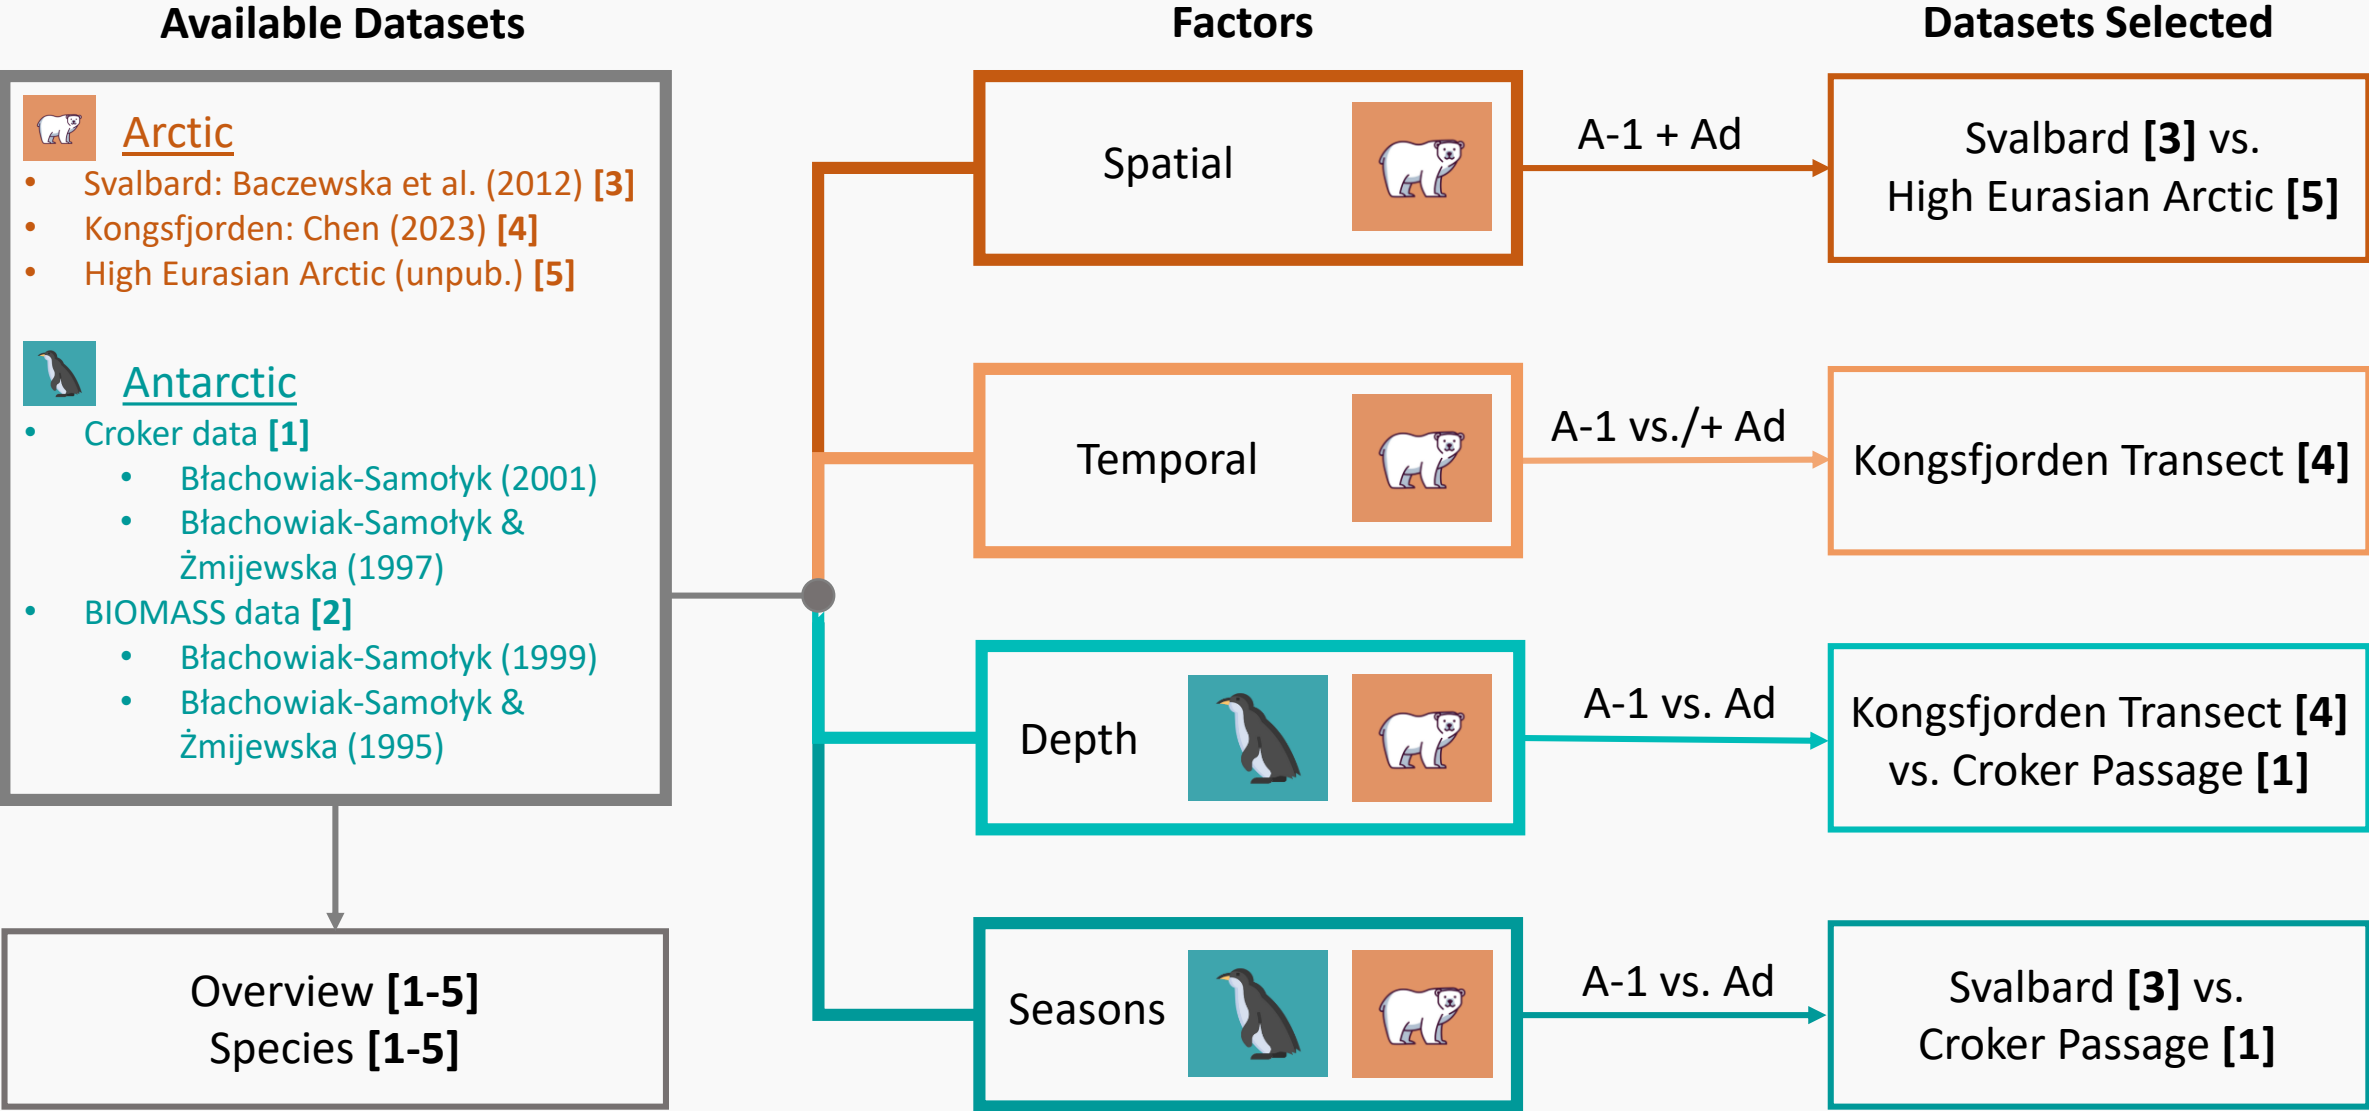 Available Datasets
Arctic
• Svalbard: Baczewska et al. (2012) [3]
• Kongsfjorden: Chen (2023) [4]
• High Eurasian Arctic (unpub.) [5]
Antarctic
• Croker data [1]
• Błachowiak-Samołyk (2001)
• Błachowiak-Samołyk &
Żmijewska (1997)
• BIOMASS data [2]
• Błachowiak-Samołyk (1999)
• Błachowiak-Samołyk &
Żmijewska (1995)
Overview [1-5]
Species [1-5]
Factors
Datasets Selected
Spatial
A-1 + Ad
Svalbard [3] vs.
High Eurasian Arctic [5]
Temporal
A-1 vs./+ Ad
Kongsfjorden Transect [4]
Depth
A-1 vs. Ad
Kongsfjorden Transect [4]
vs. Croker Passage [1]
Seasons
A-1 vs. Ad
Svalbard [3] vs.
Croker Passage [1]